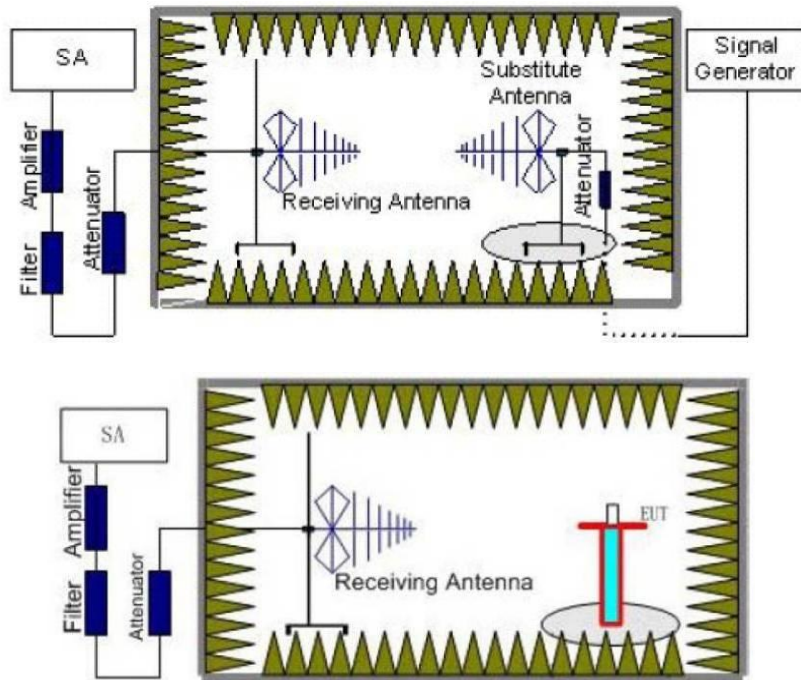 SA
Signal
Generator
Substitute
Antenna
Amplifier
Filter
Attenuator
Receiving Antenna
Attenuator
SA
Amplifier
Filter
Attenuator
Receiving Antenna
EUT